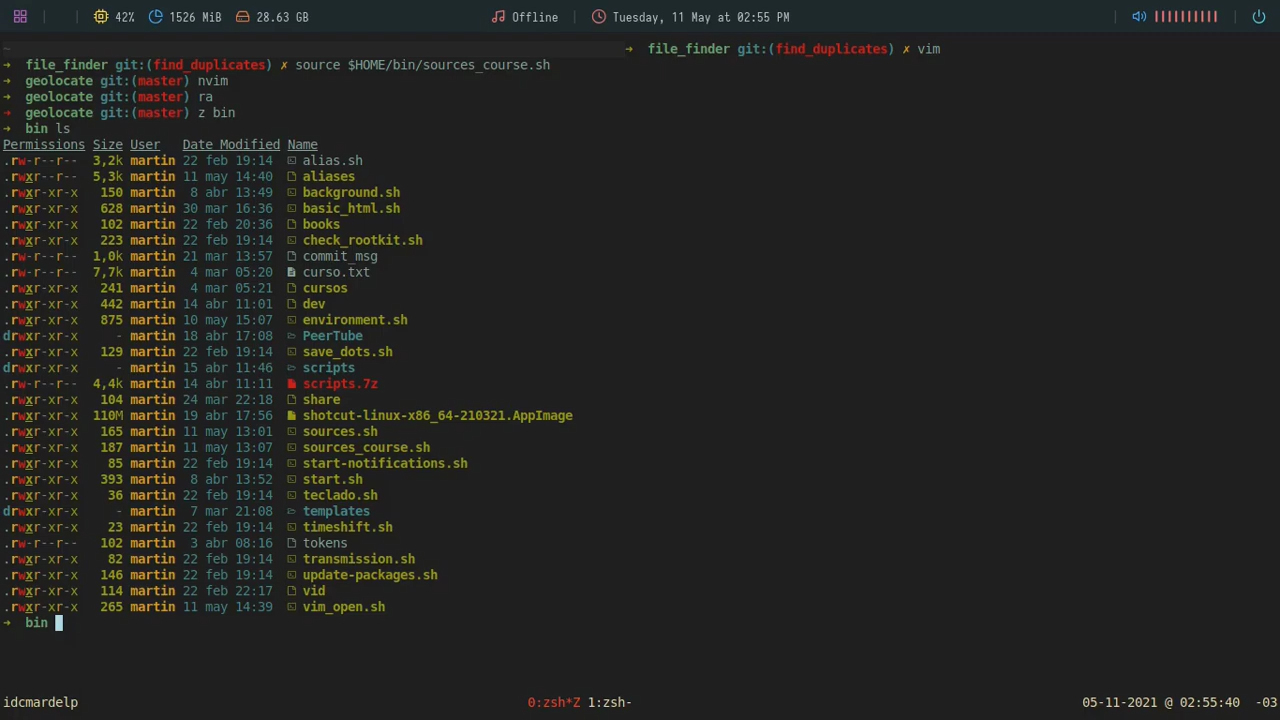 42% 1526 MiB 28.63 GB Offline Tuesday, 11 May at 02:55 PM
~
➜ file_finder git:(find_duplicates) ✗ vim
➜ file_finder git:(find_duplicates) ✗ source $HOME/bin/sources_course.sh
➜ geolocate git:(master) nvim
➜ geolocate git:(master) ra
➜ geolocate git:(master) z bin
➜ bin ls
Permissions Size User Date Modified Name
.rw-r--r-- 3,2k martin 22 feb 19:14 alias.sh
.rwxr-xr-x 5,3k martin 11 may 14:40 aliases
.rwxr-xr-x 150 martin 8 abr 13:49 background.sh
.rwxr-xr-x 628 martin 30 mar 16:36 basic_html.sh
.rwxr-xr-x 102 martin 22 feb 20:36 books
.rwxr-xr-x 223 martin 22 feb 19:14 check_rootkit.sh
.rw-r--r-- 1,0k martin 21 mar 13:57 commit_msg
.rw-r--r-- 7,7k martin 4 mar 05:20 curso.txt
.rwxr-xr-x 241 martin 4 mar 05:21 cursos
.rwxr-xr-x 442 martin 14 abr 11:01 dev
.rwxr-xr-x 875 martin 10 may 15:07 environment.sh
drwxr-xr-x - martin 18 abr 17:08 PeerTube
.rwxr-xr-x 129 martin 22 feb 19:14 save_dots.sh
drwxr-xr-x - martin 15 abr 11:46 scripts
.rw-r--r-- 4,4k martin 14 abr 11:11 scripts.7z
.rwxr-xr-x 104 martin 24 mar 22:18 share
.rwxr-xr-x 110M martin 19 abr 17:56 shotcut-linux-x86_64-210321.AppImage
.rwxr-xr-x 165 martin 11 may 13:01 sources.sh
.rwxr-xr-x 187 martin 11 may 13:07 sources_course.sh
.rwxr-xr-x 85 martin 22 feb 19:14 start-notifications.sh
.rwxr-xr-x 393 martin 8 abr 13:52 start.sh
.rwxr-xr-x 36 martin 22 feb 19:14 teclado.sh
drwxr-xr-x - martin 7 mar 21:08 templates
.rwxr-xr-x 23 martin 22 feb 19:14 timeshift.sh
.rw-r--r-- 102 martin 3 abr 08:16 tokens
.rwxr-xr-x 82 martin 22 feb 19:14 transmission.sh
.rwxr-xr-x 146 martin 22 feb 19:14 update-packages.sh
.rwxr-xr-x 114 martin 22 feb 22:17 vid
.rwxr-xr-x 265 martin 11 may 14:39 vim_open.sh
➜ bin
idcmardelp 0:zsh*Z 1:zsh- 05-11-2021 @ 02:55:40 -03